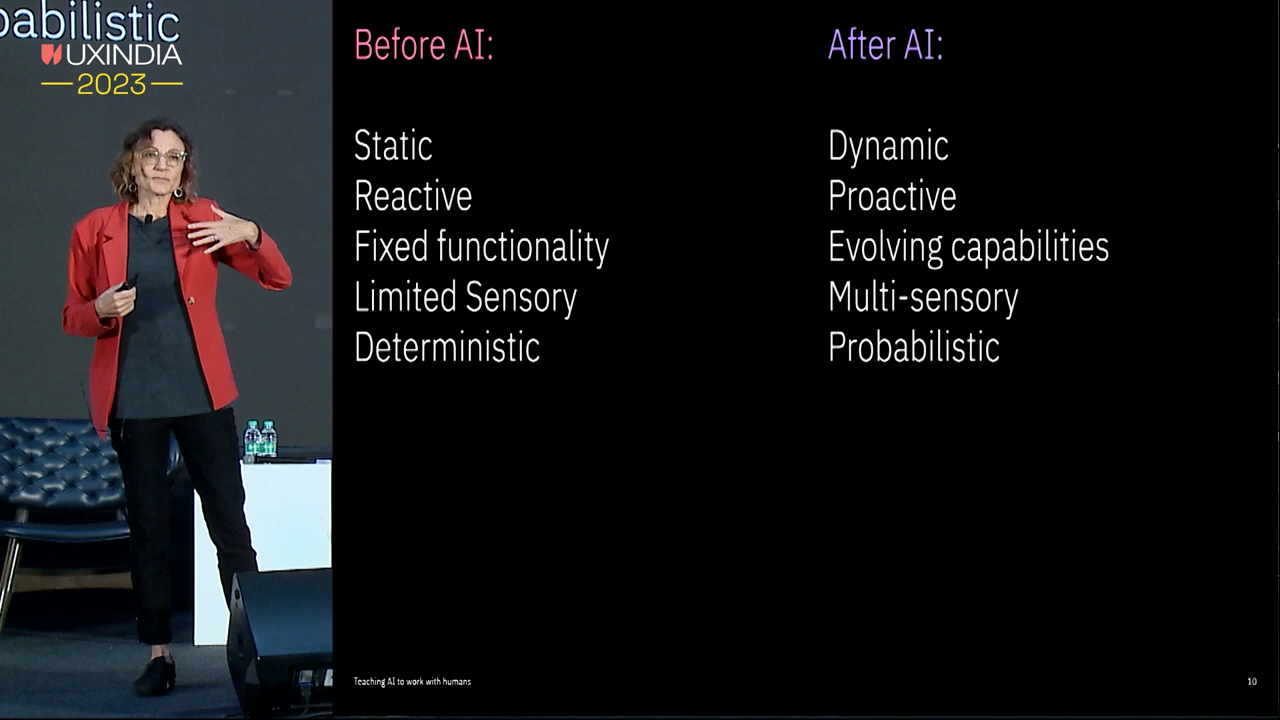 pabilistic
UXINDIA
2023
Before AI:
Static
Reactive
Fixed functionality
Limited Sensory
Deterministic
After AI:
Dynamic
Proactive
Evolving capabilities
Multi-sensory
Probabilistic
Teaching AI to work with humans
10